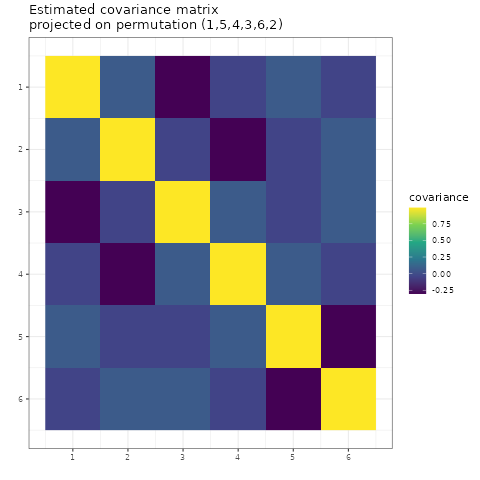 Estimated covariance matrix
projected on permutation (1,5,4,3,6,2)
1
2
3
4
5
6
1 2 3 4 5 6
covariance
0.75
0.50
0.25
0.00
-0.25